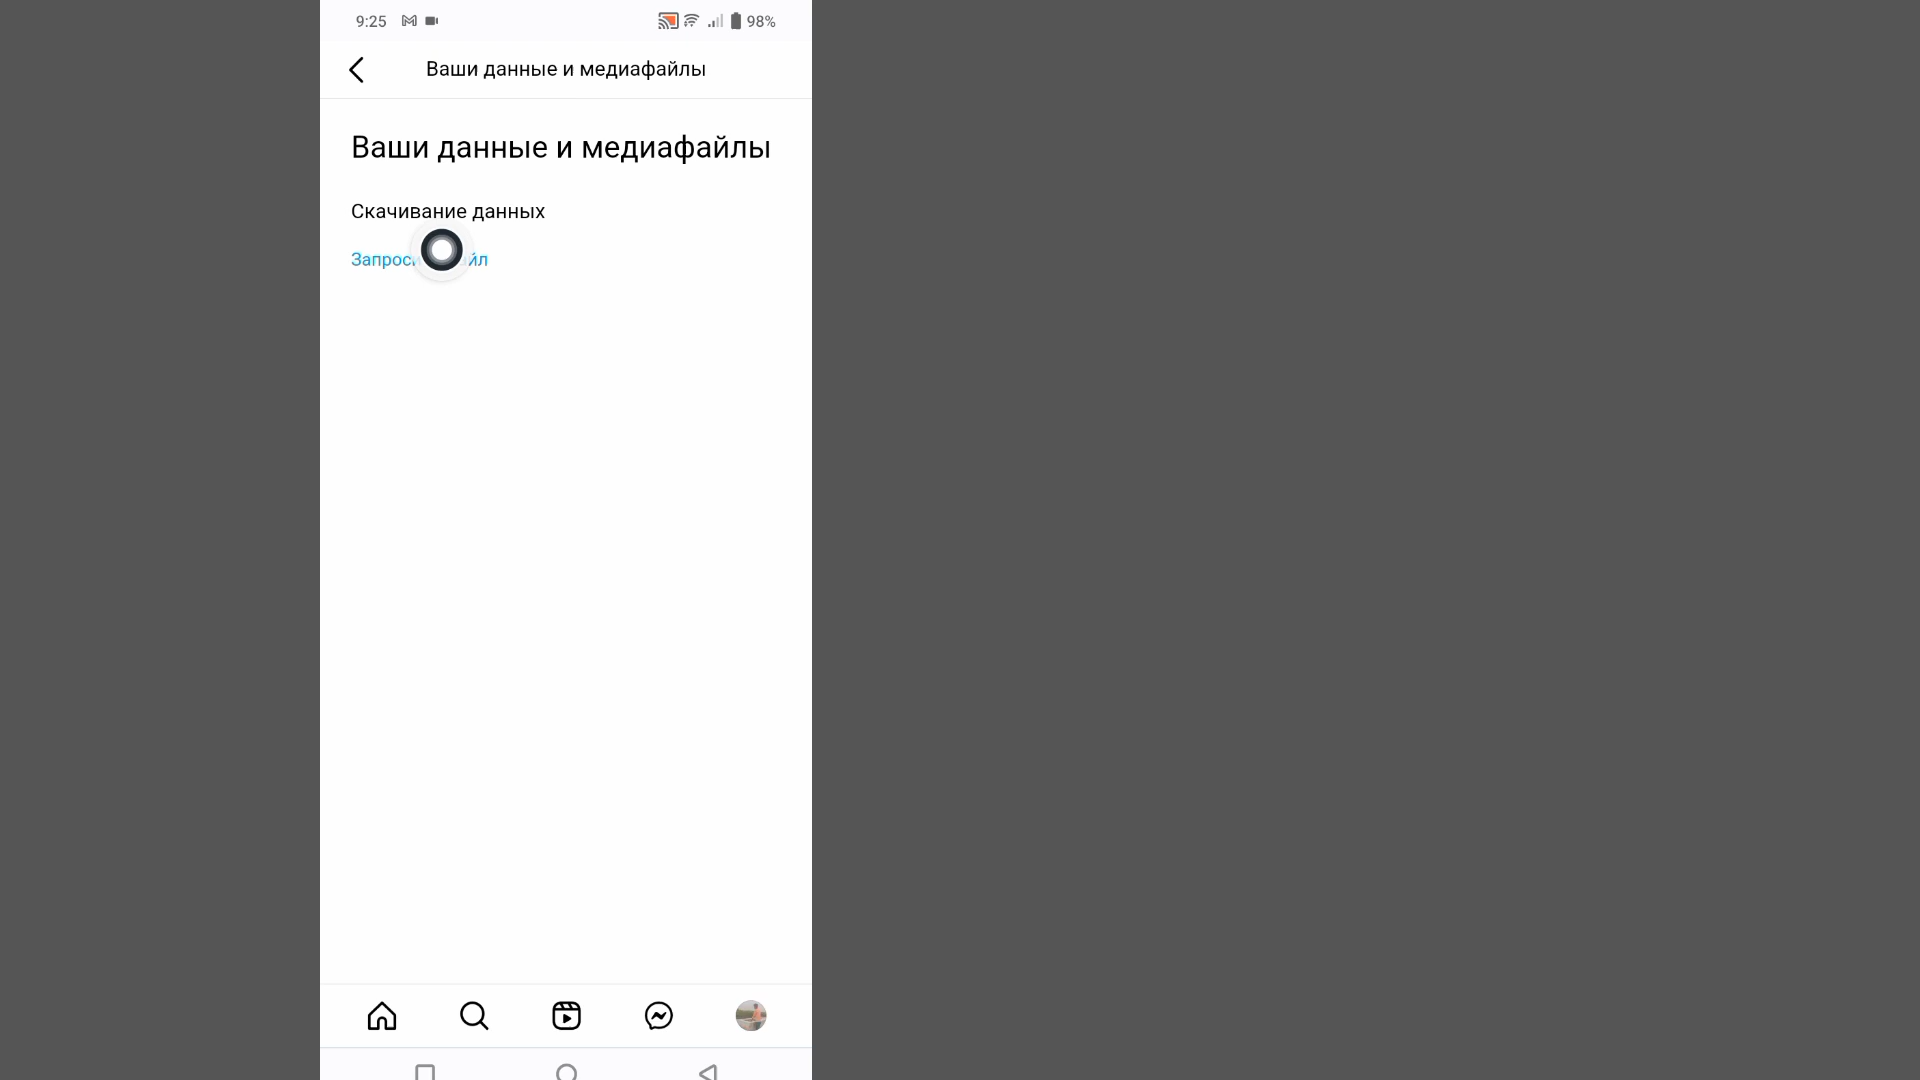 9:25 98%
Ваши данные и медиафайлы
Ваши данные и медиафайлы
Скачивание данных